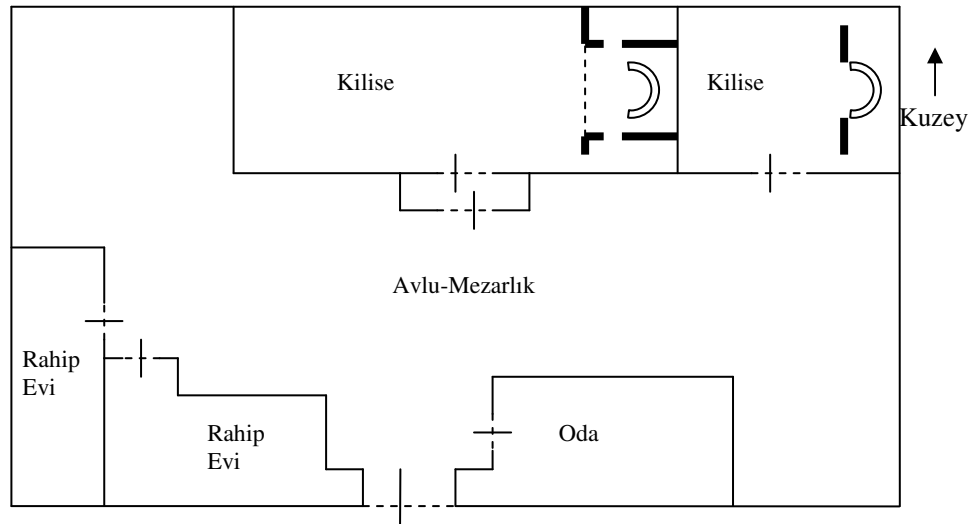 Kilise
Kilise
Kuzey
Avlu-Mezarlık
Rahip
Evi
Rahip
Evi
Oda